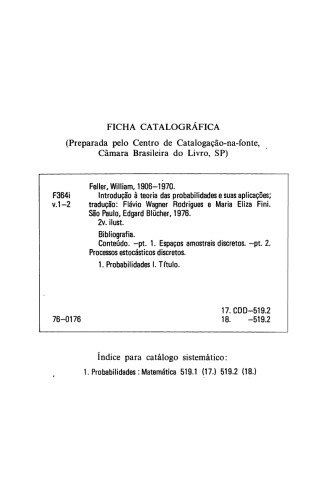 FICHA CATALOGRÁFICA
(Preparada pelo Centro de Catalogação-na-fonte,
Câmara Brasileira do Livro, SP)
Feller, William, 1906–1970.
F364i Introdução à teoria das probabilidades e suas aplicações;
v.1–2 tradução: Flávio Wagner Rodrigues e Maria Eliza Fini.
São Paulo, Edgard Blücher, 1976.
2v. ilust.
Bibliografia.
Conteúdo. –pt. 1. Espaços amostrais discretos. –pt. 2.
Processos estocásticos discretos.
1. Probabilidades I. Título.
17. CDD–519.2
76–0176 18. –519.2
Índice para catálogo sistemático:
1. Probabilidades : Matemática 519.1 (17.) 519.2 (18.)